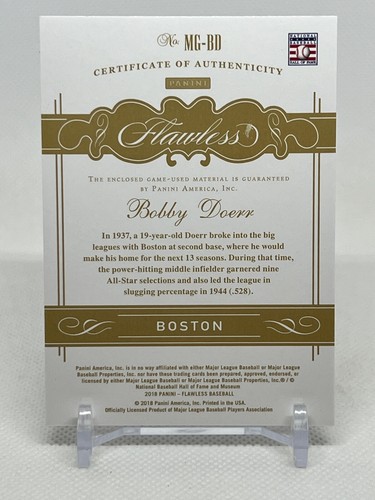 No. MG-BD
NATIONAL
BASEBALL
HALL OF FAME
CERTIFICATE OF AUTHENTICITY
PANINI
Flawless
THE ENCLOSED GAME-USED MATERIAL IS GUARANTEED
BY PANINI AMERICA, INC.
Bobby Doerr
In 1937, a 19-year-old Doerr broke into the big
leagues with Boston at second base, where he would
make his home for the next 13 seasons. During that time,
the power-hitting middle infielder garnered nine
All-Star selections and also led the league in
slugging percentage in 1944 (.528).
BOSTON
Panini America, Inc. is in no way affiliated with either Major League Baseball or Major League
Baseball Properties, Inc. nor have these trading cards been prepared, approved, endorsed, or
licensed by either Major League Baseball or Major League Baseball Properties, Inc.® / ©
National Baseball Hall of Fame and Museum
2018 PANINI – FLAWLESS BASEBALL
© 2018 Panini America, Inc. Printed in the USA.
Officially Licensed Product of Major League Baseball Players Association